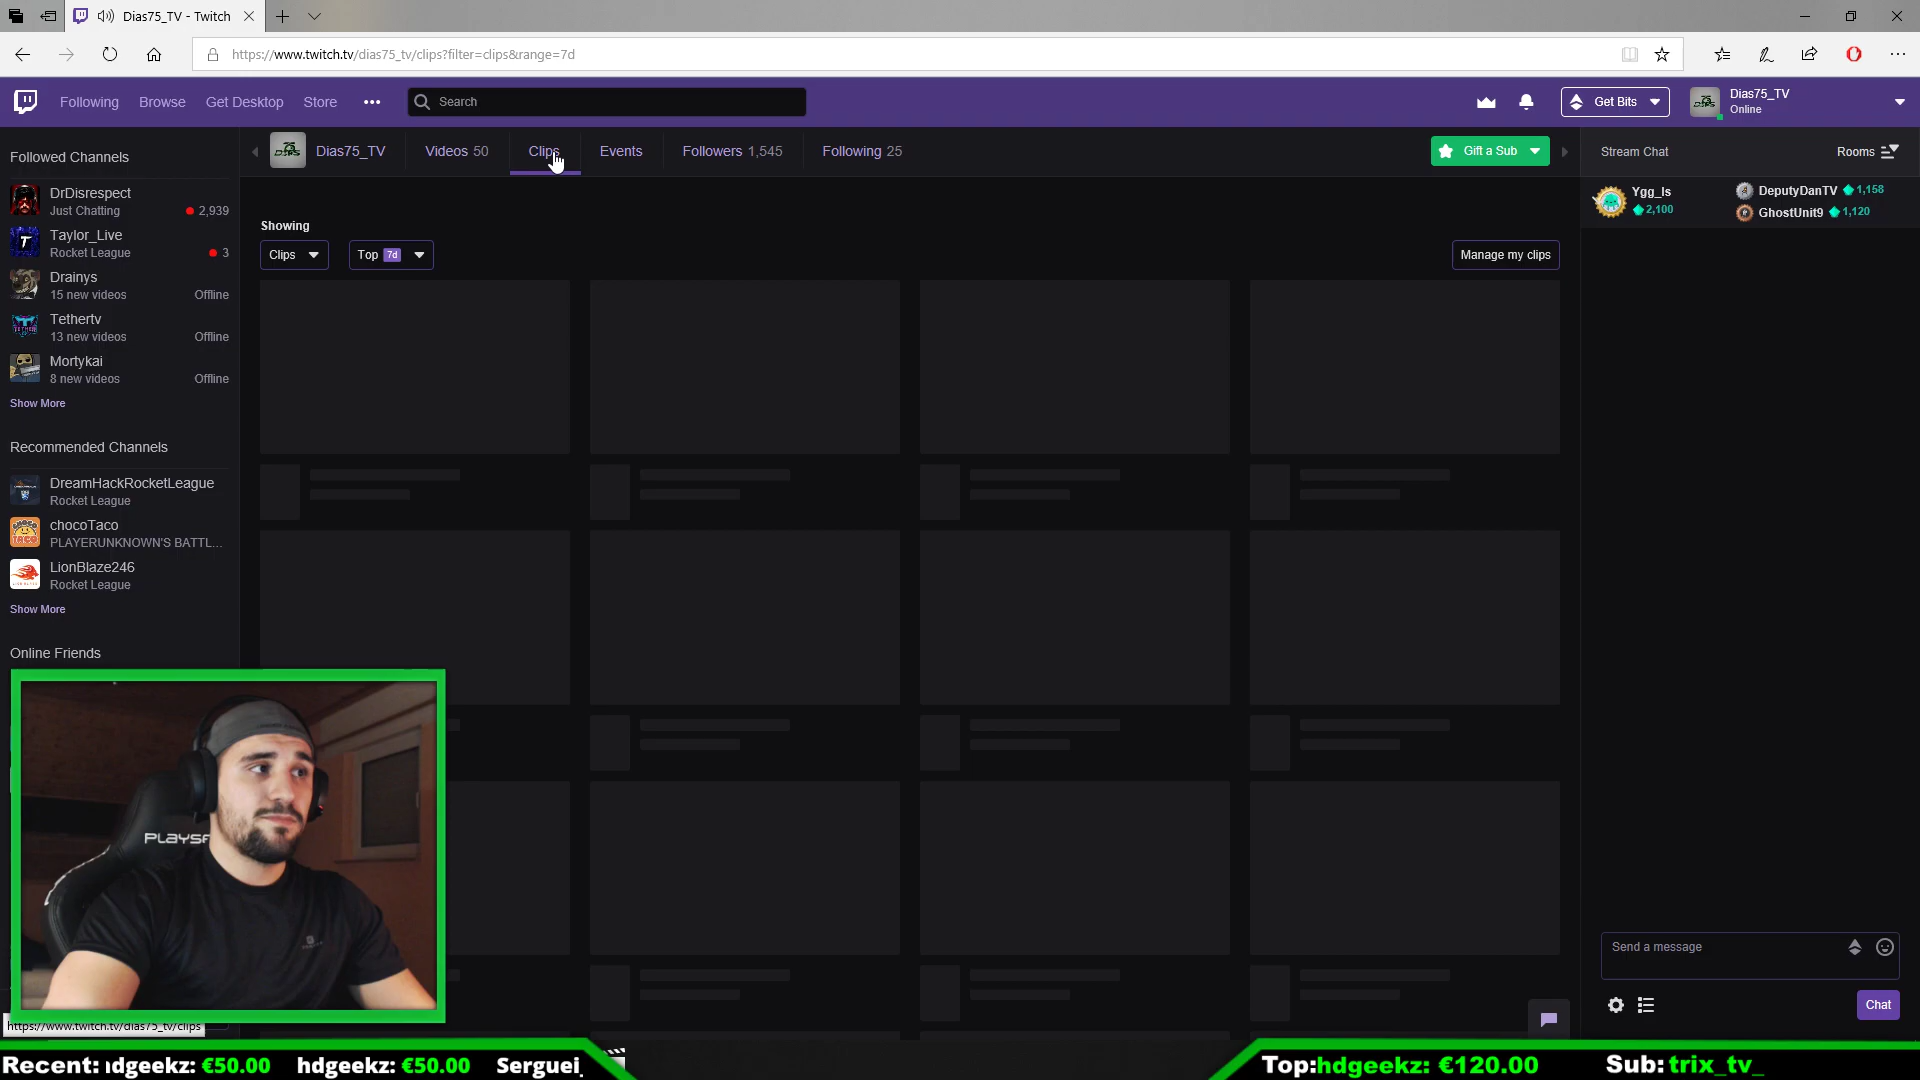 Dias75_TV - Twitch
https://www.twitch.tv/dias75_tv/clips?filter=clips&range=7d
Following Browse Get Desktop Store ••• Search
Get Bits
Dias75_TV
Online
Followed Channels
DrDisrespect
Just Chatting 2,939
Taylor_Live
Rocket League 3
Drainys
15 new videos Offline
Tethertv
13 new videos Offline
Mortykai
8 new videos Offline
Show More
Recommended Channels
DreamHackRocketLeague
Rocket League
chocoTaco
PLAYERUNKNOWN'S BATTL...
LionBlaze246
Rocket League
Show More
Online Friends
Dias75_TV Videos 50 Clips Events Followers 1,545 Following 25
Gift a Sub
Showing
Clips Top 7d
Manage my clips
Stream Chat Rooms
Ygg_Is
2,100
DeputyDanTV 1,158
GhostUnit9 1,120
Send a message
Chat
PLAYSE
https://www.twitch.tv/dias75_tv/clips
Recent: dgeekz: €50.00 hdgeekz: €50.00 Serguei_
Top:hdgeekz: €120.00 Sub: trix_tv_